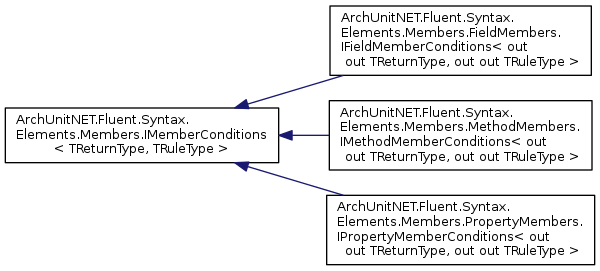 ArchUnitNET.Fluent.Syntax.
Elements.Members.FieldMembers.
IFieldMemberConditions< out
out TReturnType, out out TRuleType >
ArchUnitNET.Fluent.Syntax.
Elements.Members.IMemberConditions
< TReturnType, TRuleType >
ArchUnitNET.Fluent.Syntax.
Elements.Members.MethodMembers.
IMethodMemberConditions< out
out TReturnType, out out TRuleType >
ArchUnitNET.Fluent.Syntax.
Elements.Members.PropertyMembers.
IPropertyMemberConditions< out
out TReturnType, out out TRuleType >